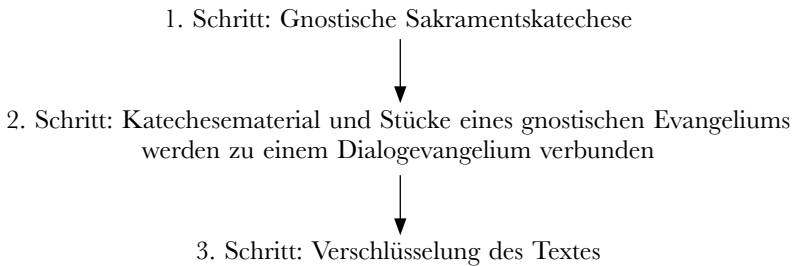 1. Schritt: Gnostische Sakramentskatechese
2. Schritt: Katechesematerial und Stücke eines gnostischen Evangeliums
werden zu einem Dialogevangelium verbunden
3. Schritt: Verschlüsselung des Textes